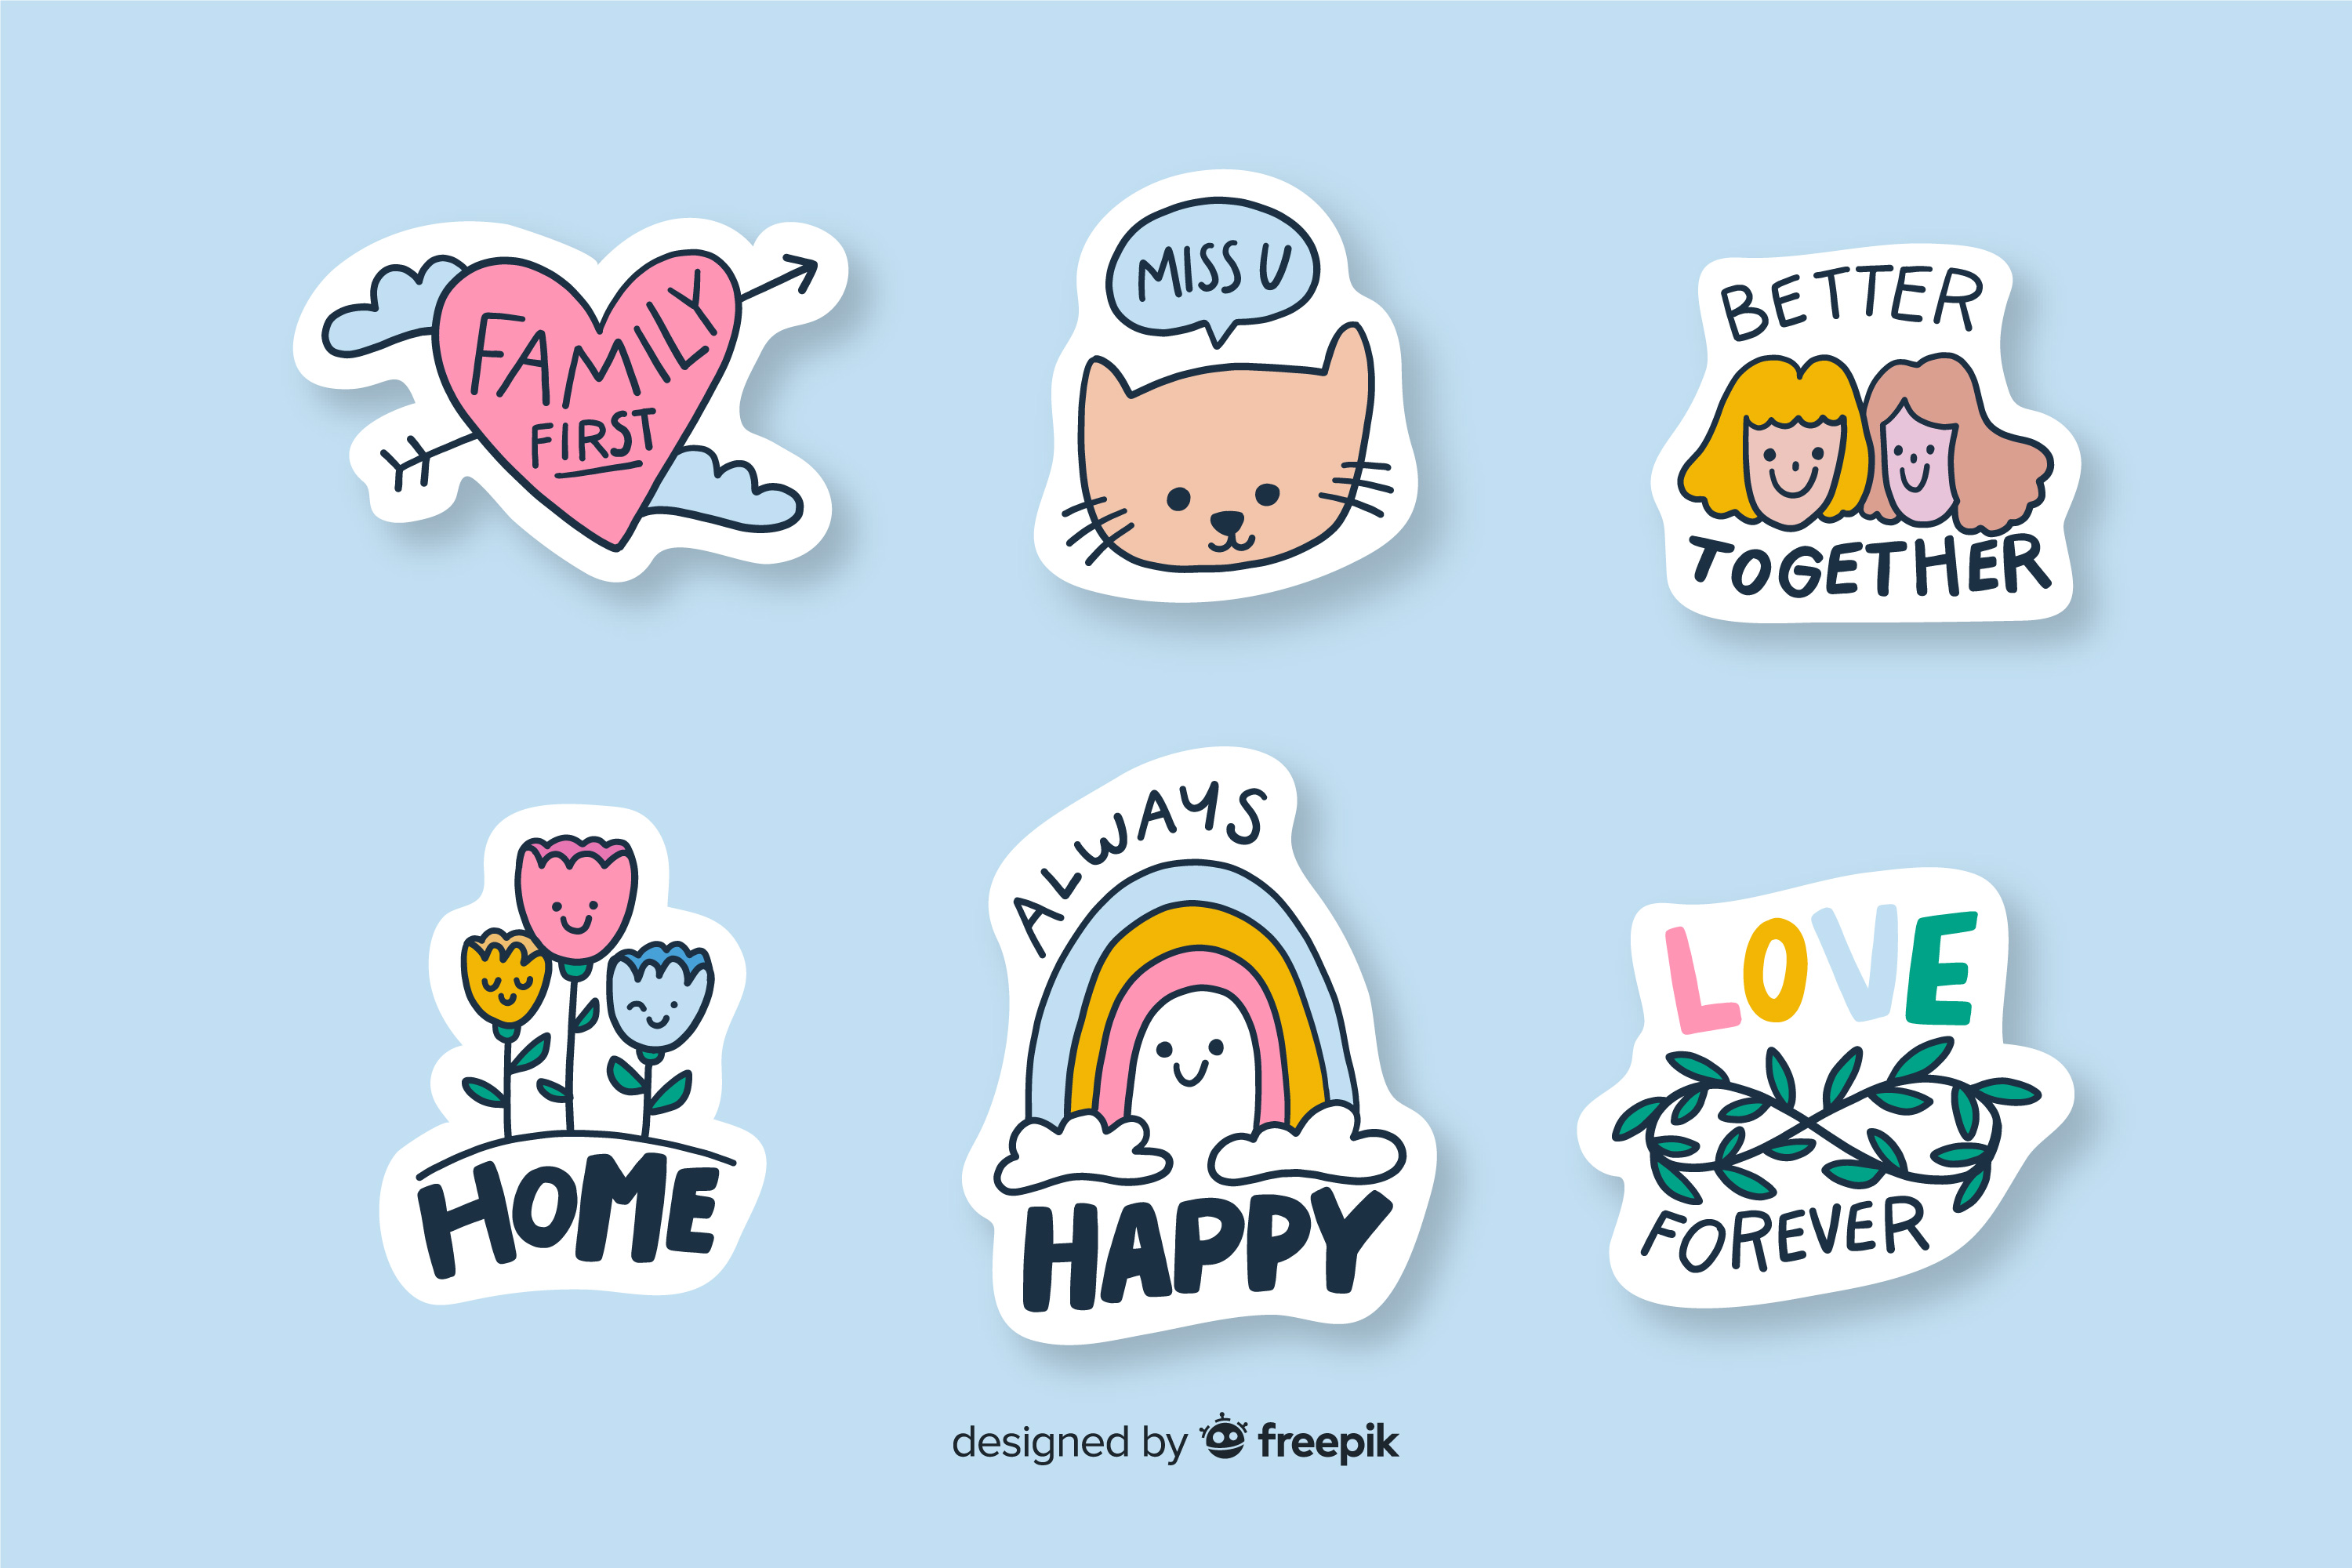 FAMILY
FIRST
MISS U
BETTER
TOGETHER
HOME
ALWAYS
HAPPY
LOVE
FOREVER
designed by freepik